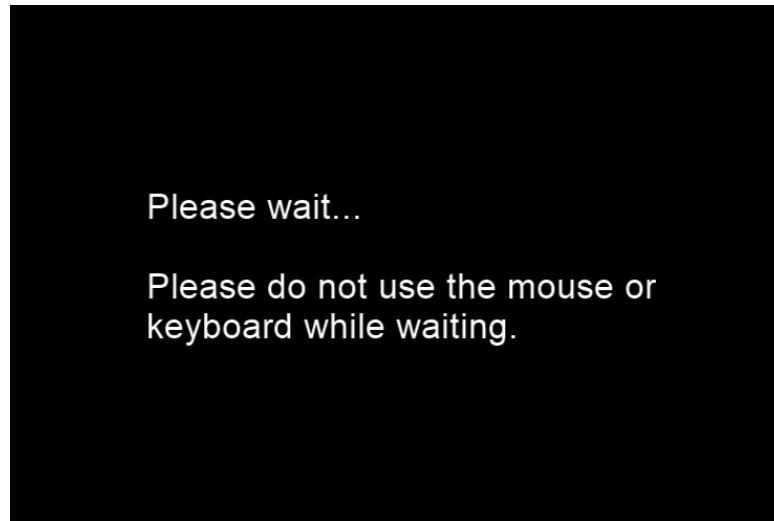 Please wait...
Please do not use the mouse or
keyboard while waiting.